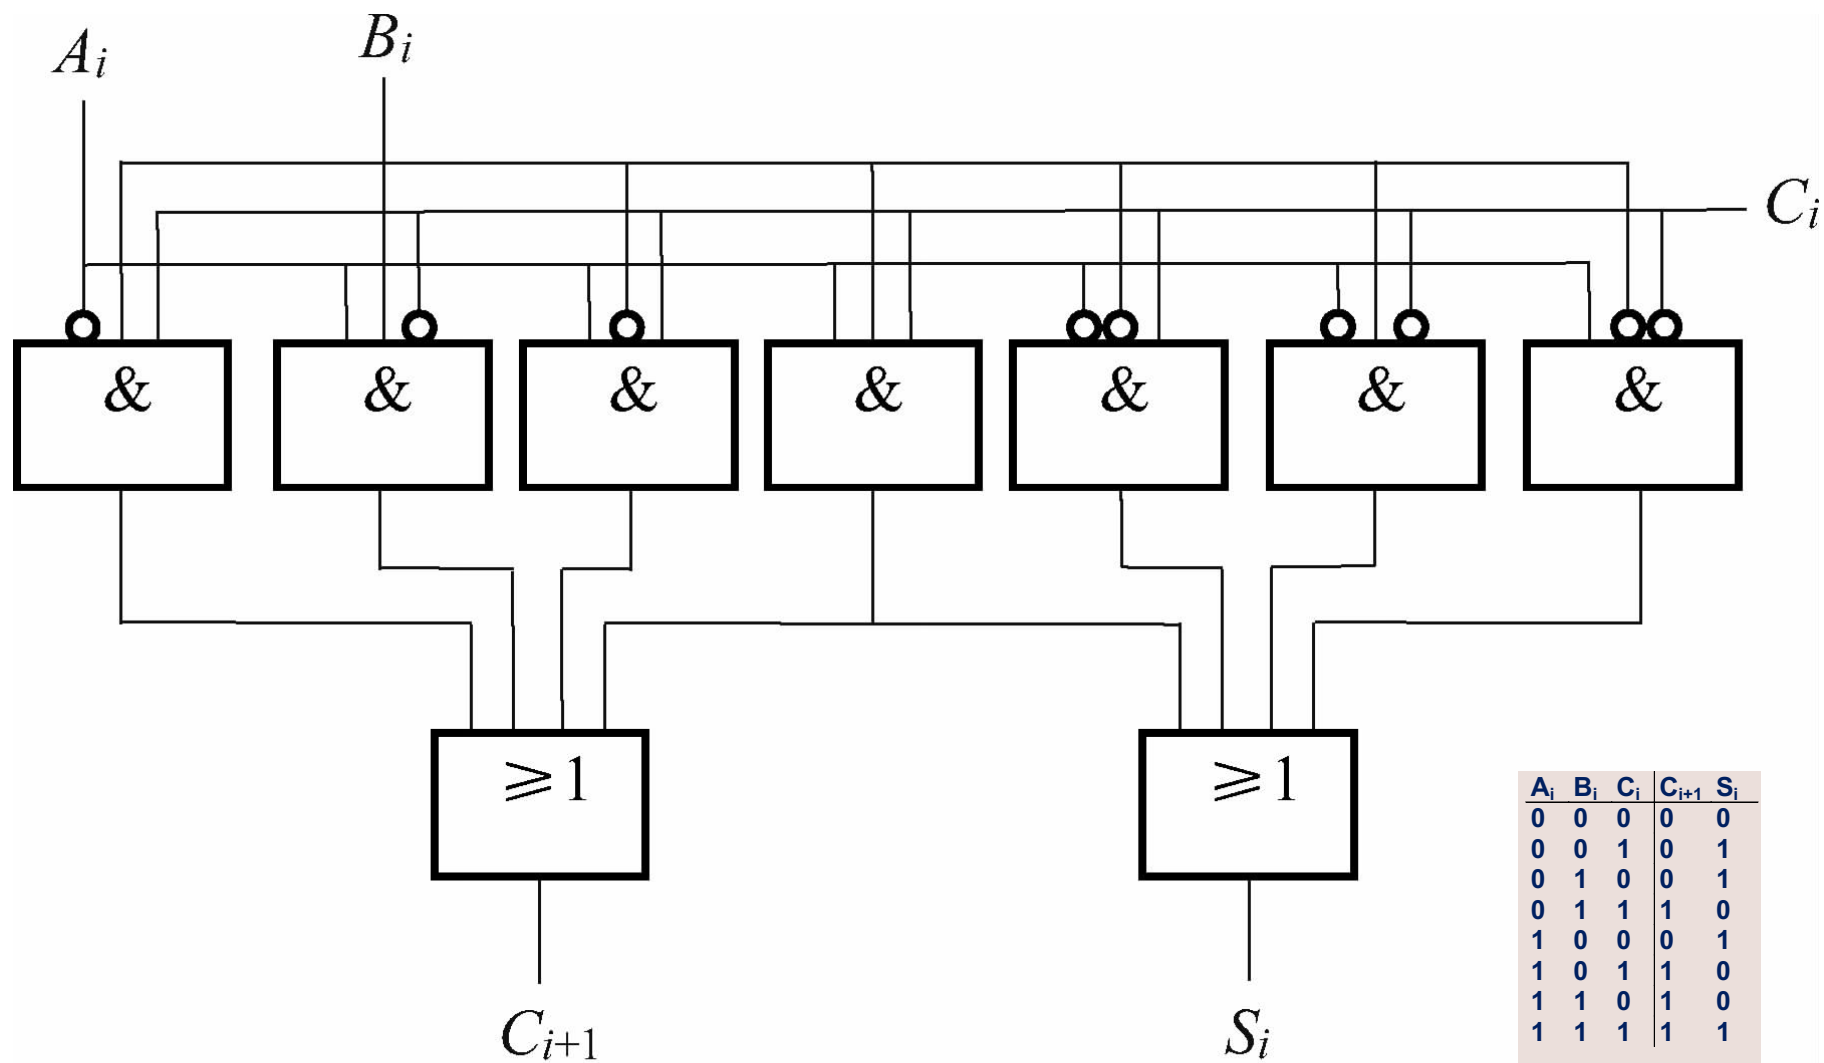 Aᵢ Bᵢ
Cᵢ
& & & & & & &
⩾1 ⩾1
Aᵢ Bᵢ Cᵢ Cᵢ₊₁ Sᵢ
0 0 0 0 0
0 0 1 0 1
0 1 0 0 1
0 1 1 1 0
1 0 0 0 1
1 0 1 1 0
1 1 0 1 0
1 1 1 1 1
Cᵢ₊₁ Sᵢ